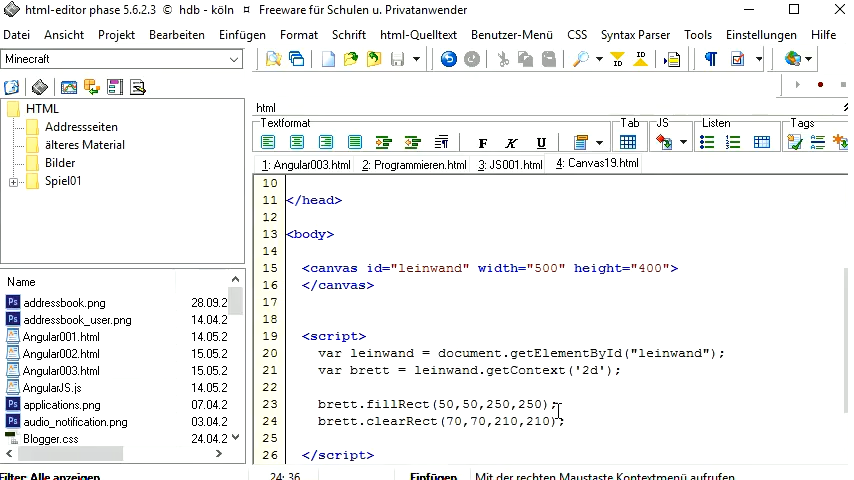 html-editor phase 5.6.2.3 © hdb - köln Freeware für Schulen u. Privatanwender
Datei Ansicht Projekt Bearbeiten Einfügen Format Schrift html-Quelltext Benutzer-Menü CSS Syntax Parser Tools Einstellungen Hilfe
Minecraft
HTML
Addressseiten
älteres Material
Bilder
Spiel01
html
Textformat Tab JS Listen Tags
F K U
1: Angular003.html 2: Programmieren.html 3: JS001.html 4: Canvas19.html
10
11 </head>
12
13 <body>
14
15 <canvas id="leinwand" width="500" height="400">
16 </canvas>
17
18
19 <script>
20 var leinwand = document.getElementById("leinwand");
21 var brett = leinwand.getContext('2d');
22
23 brett.fillRect(50,50,250,250);
24 brett.clearRect(70,70,210,210);
25
26 </script>
Name
addressbook.png 28.09.2
addressbook_user.png 14.04.2
Angular001.html 14.05.2
Angular002.html 15.05.2
Angular003.html 15.05.2
AngularJS.js 14.05.2
applications.png 07.04.2
audio_notification.png 03.04.2
Blogger.css 24.04.2
Filter: Alle anzeigen 24: 36 Einfügen Mit der rechten Maustaste Kontextmenü aufrufen